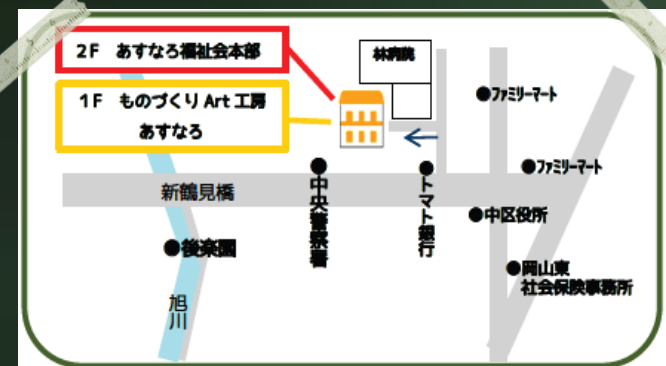 2F あすなろ福祉会本部
1F ものづくり Art 工房
あすなろ
林病院
●ファミリーマート
●ファミリーマート
新鶴見橋
●中央警察署
●トマト銀行
●中区役所
●後楽園
●岡山東
社会保険事務所
旭川